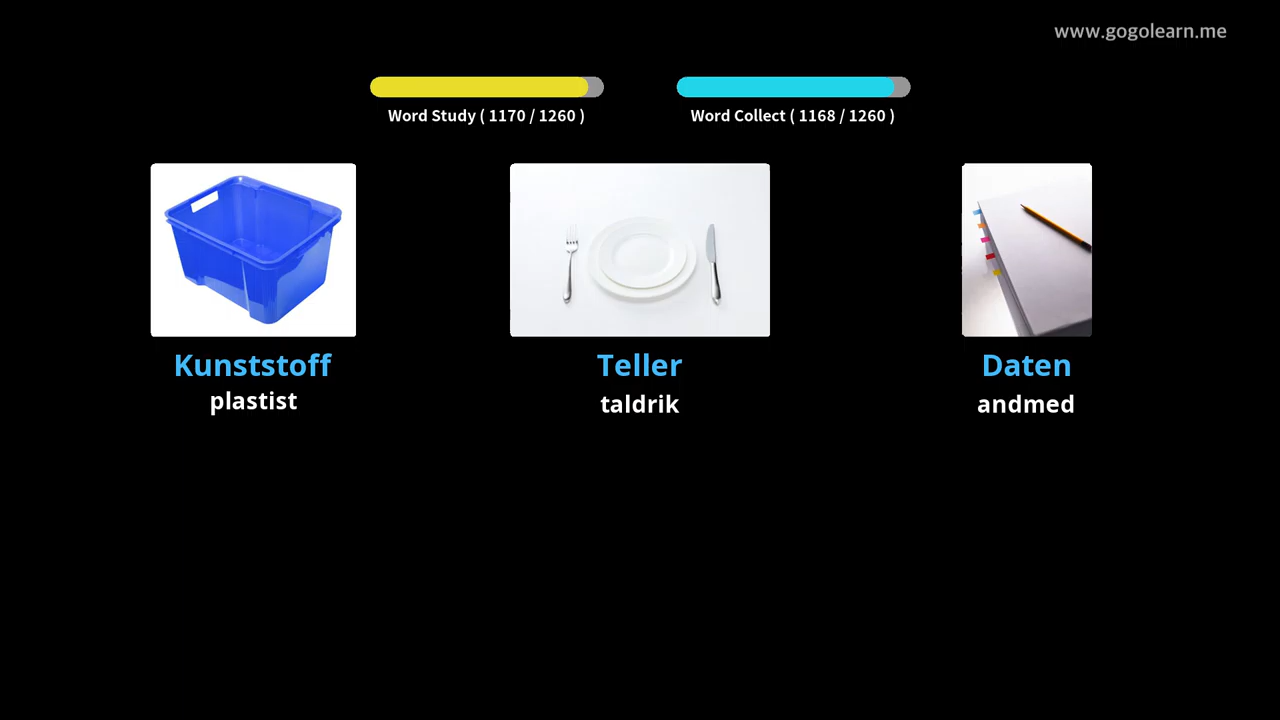 www.gogolearn.me
Word Study ( 1170 / 1260 )
Word Collect ( 1168 / 1260 )
Kunststoff
plastist
Teller
taldrik
Daten
andmed